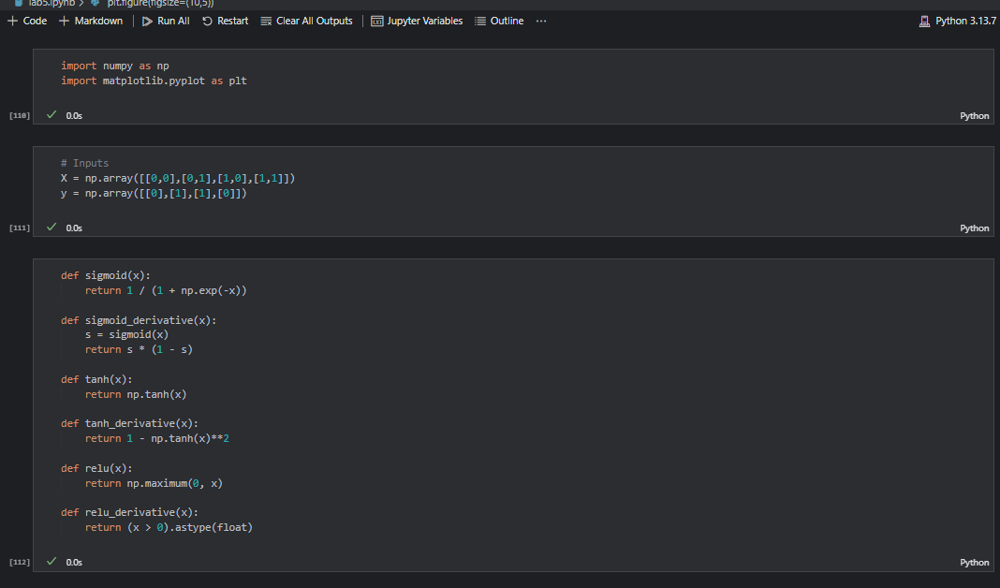 lab5.ipynb > plt.figure(figsize=(10,5))
+ Code + Markdown | Run All Restart Clear All Outputs | Jupyter Variables Outline ... Python 3.13.7
import numpy as np
import matplotlib.pyplot as plt
[110] ✓ 0.0s Python
# Inputs
X = np.array([[0,0],[0,1],[1,0],[1,1]])
y = np.array([[0],[1],[1],[0]])
[111] ✓ 0.0s Python
def sigmoid(x):
    return 1 / (1 + np.exp(-x))
def sigmoid_derivative(x):
    s = sigmoid(x)
    return s * (1 - s)
def tanh(x):
    return np.tanh(x)
def tanh_derivative(x):
    return 1 - np.tanh(x)**2
def relu(x):
    return np.maximum(0, x)
def relu_derivative(x):
    return (x > 0).astype(float)
[112] ✓ 0.0s Python